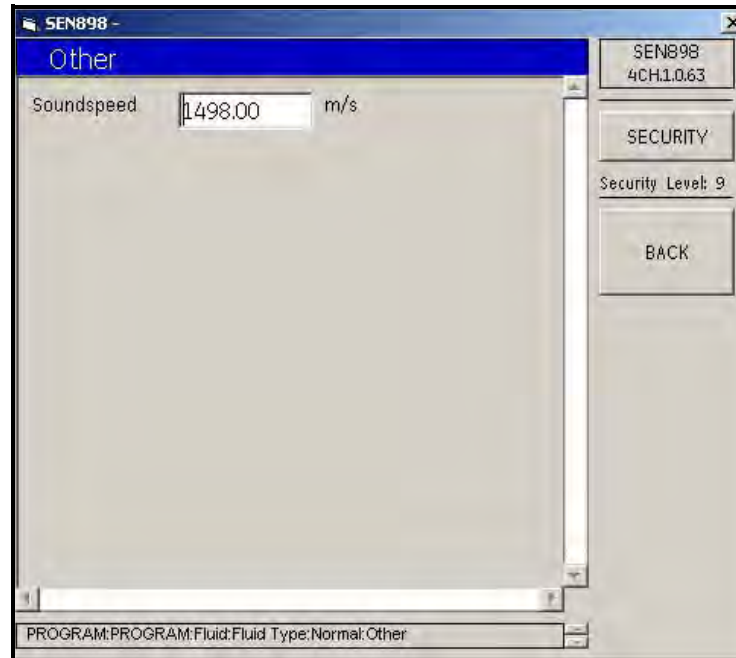 SEN898 -
Other
Soundspeed 1498.00 m/s
SEN898
4CH.1.0.63
SECURITY
Security Level: 9
BACK
PROGRAM:PROGRAM:Fluid:Fluid Type:Normal:Other